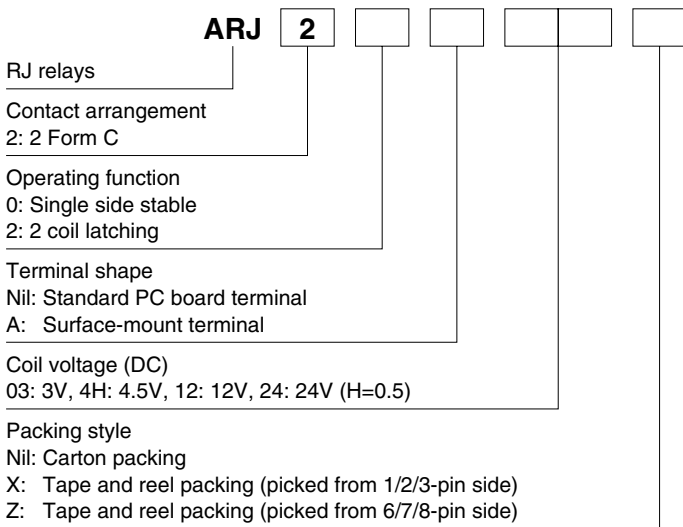 ARJ 2
RJ relays
Contact arrangement
2: 2 Form C
Operating function
0: Single side stable
2: 2 coil latching
Terminal shape
Nil: Standard PC board terminal
A: Surface-mount terminal
Coil voltage (DC)
03: 3V, 4H: 4.5V, 12: 12V, 24: 24V (H=0.5)
Packing style
Nil: Carton packing
X: Tape and reel packing (picked from 1/2/3-pin side)
Z: Tape and reel packing (picked from 6/7/8-pin side)